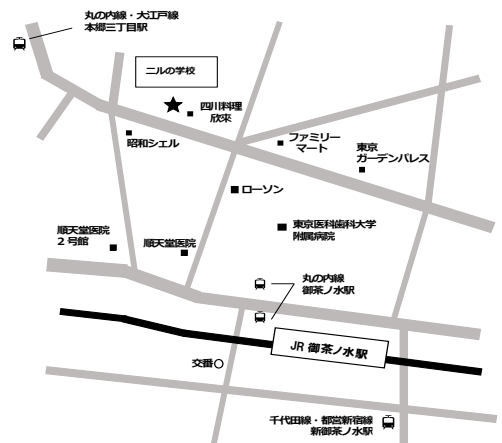 丸の内線・大江戸線
本郷三丁目駅
ニルの学校
四川料理
欣來
昭和シェル
ファミリー
マート
東京
ガーデンパレス
ローソン
東京医科歯科大学
附属病院
順天堂医院
2号館
順天堂医院
丸の内線
御茶ノ水駅
JR 御茶ノ水駅
交番
千代田線・都営新宿線
新御茶ノ水駅